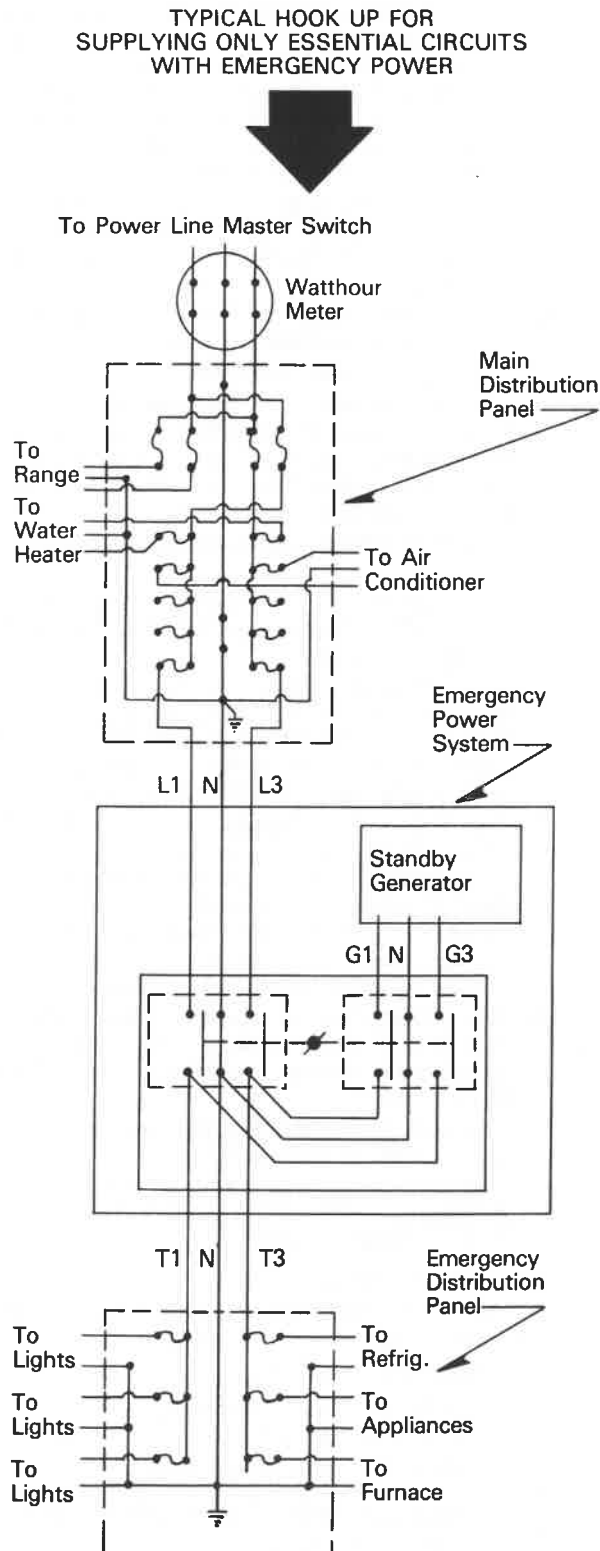 TYPICAL HOOK UP FOR
SUPPLYING ONLY ESSENTIAL CIRCUITS
WITH EMERGENCY POWER
To Power Line Master Switch
Watthour
Meter
Main
Distribution
Panel
To
Range
To
Water
Heater
To Air
Conditioner
Emergency
Power
System
L1 N L3
Standby
Generator
G1 N G3
T1 N T3
Emergency
Distribution
Panel
To
Lights
To
Refrig.
To
Lights
To
Appliances
To
Lights
To
Furnace